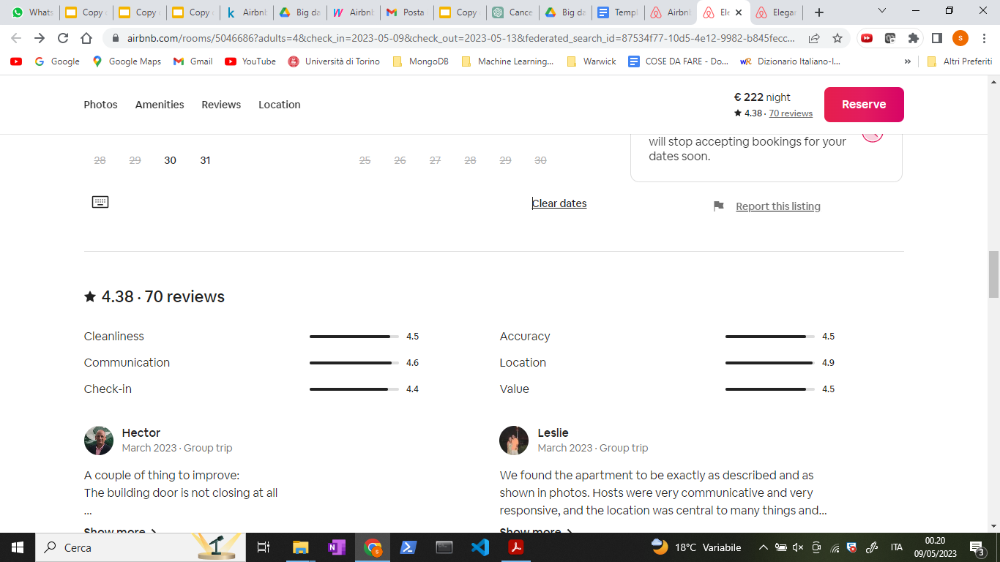 Whats
Copy
Copy
Copy
Airbnb
Big da
Airbnb
Posta
Copy
Cance
Big da
Templ
Airbnb
Ele
Elegan
airbnb.com/rooms/5046686?adults=4&check_in=2023-05-09&check_out=2023-05-13&federated_search_id=87534f77-10d5-4e12-9982-b845fecc...
S
Google
Google Maps
Gmail
YouTube
Università di Torino
MongoDB
Machine Learning...
Warwick
COSE DA FARE - Do...
Dizionario Italiano-I...
»
Altri Preferiti
Photos Amenities Reviews Location
€ 222 night
4.38 · 70 reviews
Reserve
will stop accepting bookings for your
dates soon.
28 29 30 31
25 26 27 28 29 30
Clear dates
Report this listing
4.38 · 70 reviews
Cleanliness 4.5
Accuracy 4.5
Communication 4.6
Location 4.9
Check-in 4.4
Value 4.5
Hector
March 2023 · Group trip
A couple of thing to improve:
The building door is not closing at all
...
Show more
Leslie
March 2023 · Group trip
We found the apartment to be exactly as described and as
shown in photos. Hosts were very communicative and very
responsive, and the location was central to many things and...
Show more
Cerca
18°C Variabile
ITA
00.20
09/05/2023
3